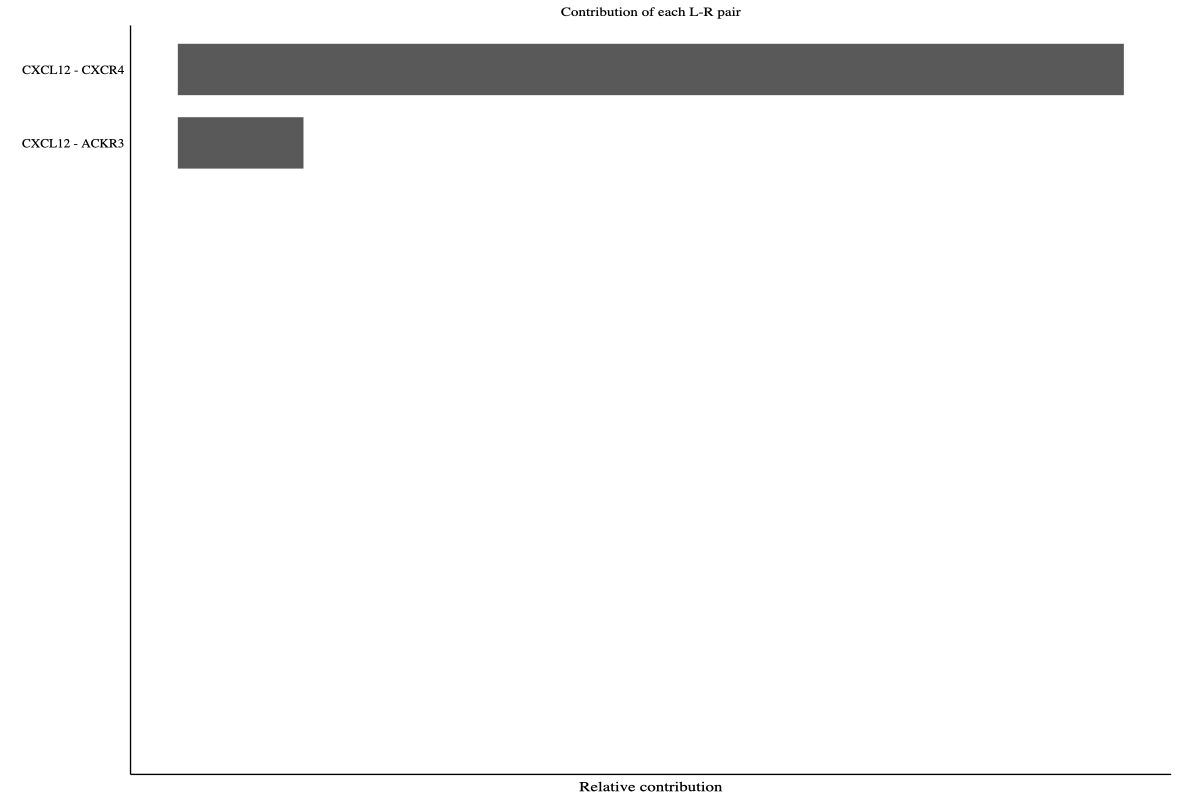 Contribution of each L-R pair
CXCL12 - CXCR4
CXCL12 - ACKR3
Relative contribution